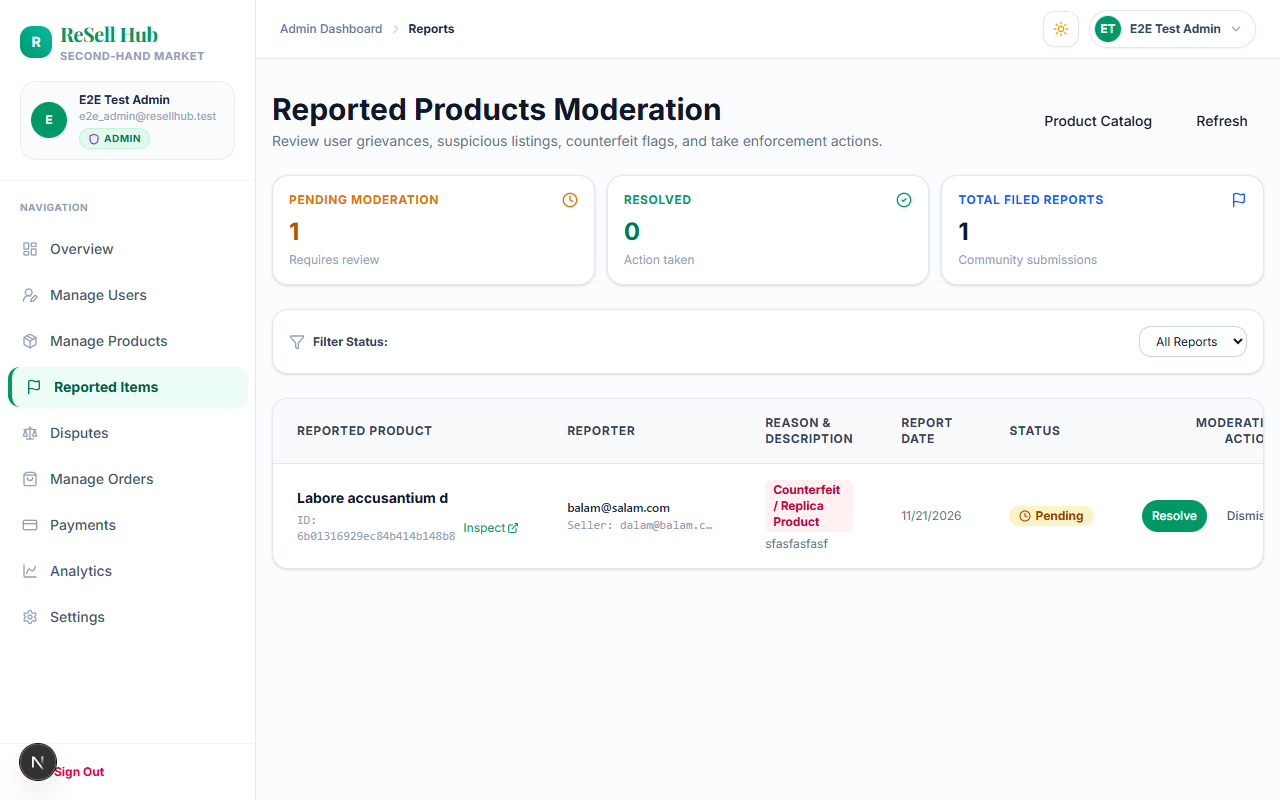 R
ReSell Hub
SECOND-HAND MARKET
E
E2E Test Admin
e2e_admin@resellhub.test
ADMIN
NAVIGATION
Overview
Manage Users
Manage Products
Reported Items
Disputes
Manage Orders
Payments
Analytics
Settings
N
Sign Out
Admin Dashboard
Reports
ET
E2E Test Admin
Reported Products Moderation
Review user grievances, suspicious listings, counterfeit flags, and take enforcement actions.
Product Catalog
Refresh
PENDING MODERATION
1
Requires review
RESOLVED
0
Action taken
TOTAL FILED REPORTS
1
Community submissions
Filter Status:
All Reports
REPORTED PRODUCT
REPORTER
REASON &
DESCRIPTION
REPORT
DATE
STATUS
MODERATI
ACTIO
Labore accusantium d
ID:
6b01316929ec84b414b148b8
Inspect
balam@salam.com
Seller: dalam@balam.c…
Counterfeit
/ Replica
Product
sfasfasfasf
11/21/2026
Pending
Resolve
Dismis